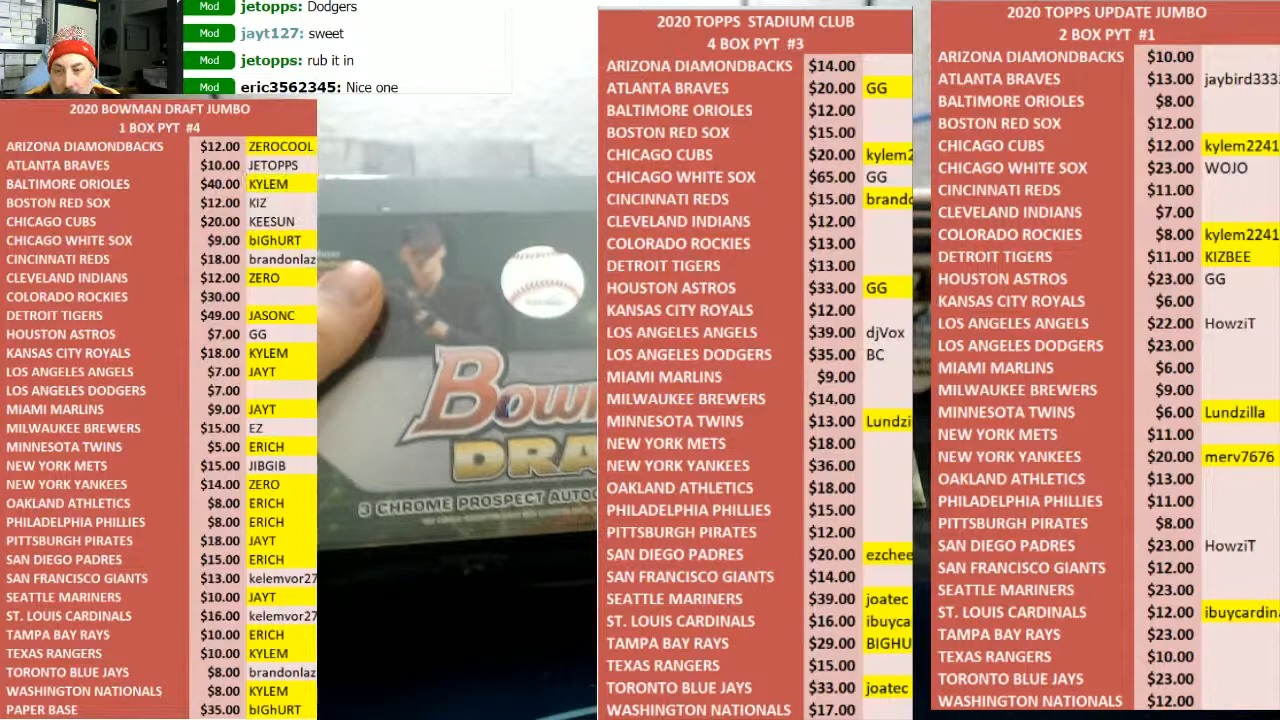 Mod jetopps: Dodgers
Mod jayt127: sweet
Mod jetopps: rub it in
Mod eric3562345: Nice one
2020 BOWMAN DRAFT JUMBO
1 BOX PYT #4
ARIZONA DIAMONDBACKS $12.00 ZEROCOOL
ATLANTA BRAVES $10.00 JETOPPS
BALTIMORE ORIOLES $40.00 KYLEM
BOSTON RED SOX $12.00 KIZ
CHICAGO CUBS $20.00 KEESUN
CHICAGO WHITE SOX $9.00 bIGhURT
CINCINNATI REDS $18.00 brandonlaz
CLEVELAND INDIANS $12.00 ZERO
COLORADO ROCKIES $30.00
DETROIT TIGERS $49.00 JASONC
HOUSTON ASTROS $7.00 GG
KANSAS CITY ROYALS $18.00 KYLEM
LOS ANGELES ANGELS $7.00 JAYT
LOS ANGELES DODGERS $7.00
MIAMI MARLINS $9.00 JAYT
MILWAUKEE BREWERS $15.00 EZ
MINNESOTA TWINS $5.00 ERICH
NEW YORK METS $15.00 JIBGIB
NEW YORK YANKEES $14.00 ZERO
OAKLAND ATHLETICS $8.00 ERICH
PHILADELPHIA PHILLIES $8.00 ERICH
PITTSBURGH PIRATES $18.00 JAYT
SAN DIEGO PADRES $15.00 ERICH
SAN FRANCISCO GIANTS $13.00 kelemvor27
SEATTLE MARINERS $10.00 JAYT
ST. LOUIS CARDINALS $16.00 kelemvor27
TAMPA BAY RAYS $10.00 ERICH
TEXAS RANGERS $10.00 KYLEM
TORONTO BLUE JAYS $8.00 brandonlaz
WASHINGTON NATIONALS $8.00 KYLEM
PAPER BASE $35.00 bIGhURT
Bow
DRA
3 CHROME PROSPECT AUTO
2020 TOPPS STADIUM CLUB
4 BOX PYT #3
ARIZONA DIAMONDBACKS $14.00
ATLANTA BRAVES $20.00 GG
BALTIMORE ORIOLES $12.00
BOSTON RED SOX $15.00
CHICAGO CUBS $20.00 kylem2
CHICAGO WHITE SOX $65.00 GG
CINCINNATI REDS $15.00 brando
CLEVELAND INDIANS $12.00
COLORADO ROCKIES $13.00
DETROIT TIGERS $13.00
HOUSTON ASTROS $33.00 GG
KANSAS CITY ROYALS $12.00
LOS ANGELES ANGELS $39.00 djVox
LOS ANGELES DODGERS $35.00 BC
MIAMI MARLINS $9.00
MILWAUKEE BREWERS $14.00
MINNESOTA TWINS $13.00 Lundzi
NEW YORK METS $18.00
NEW YORK YANKEES $36.00
OAKLAND ATHLETICS $18.00
PHILADELPHIA PHILLIES $15.00
PITTSBURGH PIRATES $12.00
SAN DIEGO PADRES $20.00 ezchee
SAN FRANCISCO GIANTS $14.00
SEATTLE MARINERS $39.00 joatec
ST. LOUIS CARDINALS $16.00 ibuyca
TAMPA BAY RAYS $29.00 BIGHU
TEXAS RANGERS $15.00
TORONTO BLUE JAYS $33.00 joatec
WASHINGTON NATIONALS $17.00
2020 TOPPS UPDATE JUMBO
2 BOX PYT #1
ARIZONA DIAMONDBACKS $10.00
ATLANTA BRAVES $13.00 jaybird333
BALTIMORE ORIOLES $8.00
BOSTON RED SOX $12.00
CHICAGO CUBS $12.00 kylem2241
CHICAGO WHITE SOX $23.00 WOJO
CINCINNATI REDS $11.00
CLEVELAND INDIANS $7.00
COLORADO ROCKIES $8.00 kylem2241
DETROIT TIGERS $11.00 KIZBEE
HOUSTON ASTROS $23.00 GG
KANSAS CITY ROYALS $6.00
LOS ANGELES ANGELS $22.00 HowziT
LOS ANGELES DODGERS $23.00
MIAMI MARLINS $6.00
MILWAUKEE BREWERS $9.00
MINNESOTA TWINS $6.00 Lundzilla
NEW YORK METS $11.00
NEW YORK YANKEES $20.00 merv7676
OAKLAND ATHLETICS $13.00
PHILADELPHIA PHILLIES $11.00
PITTSBURGH PIRATES $8.00
SAN DIEGO PADRES $23.00 HowziT
SAN FRANCISCO GIANTS $12.00
SEATTLE MARINERS $23.00
ST. LOUIS CARDINALS $12.00 ibuycardin
TAMPA BAY RAYS $23.00
TEXAS RANGERS $10.00
TORONTO BLUE JAYS $23.00
WASHINGTON NATIONALS $12.00